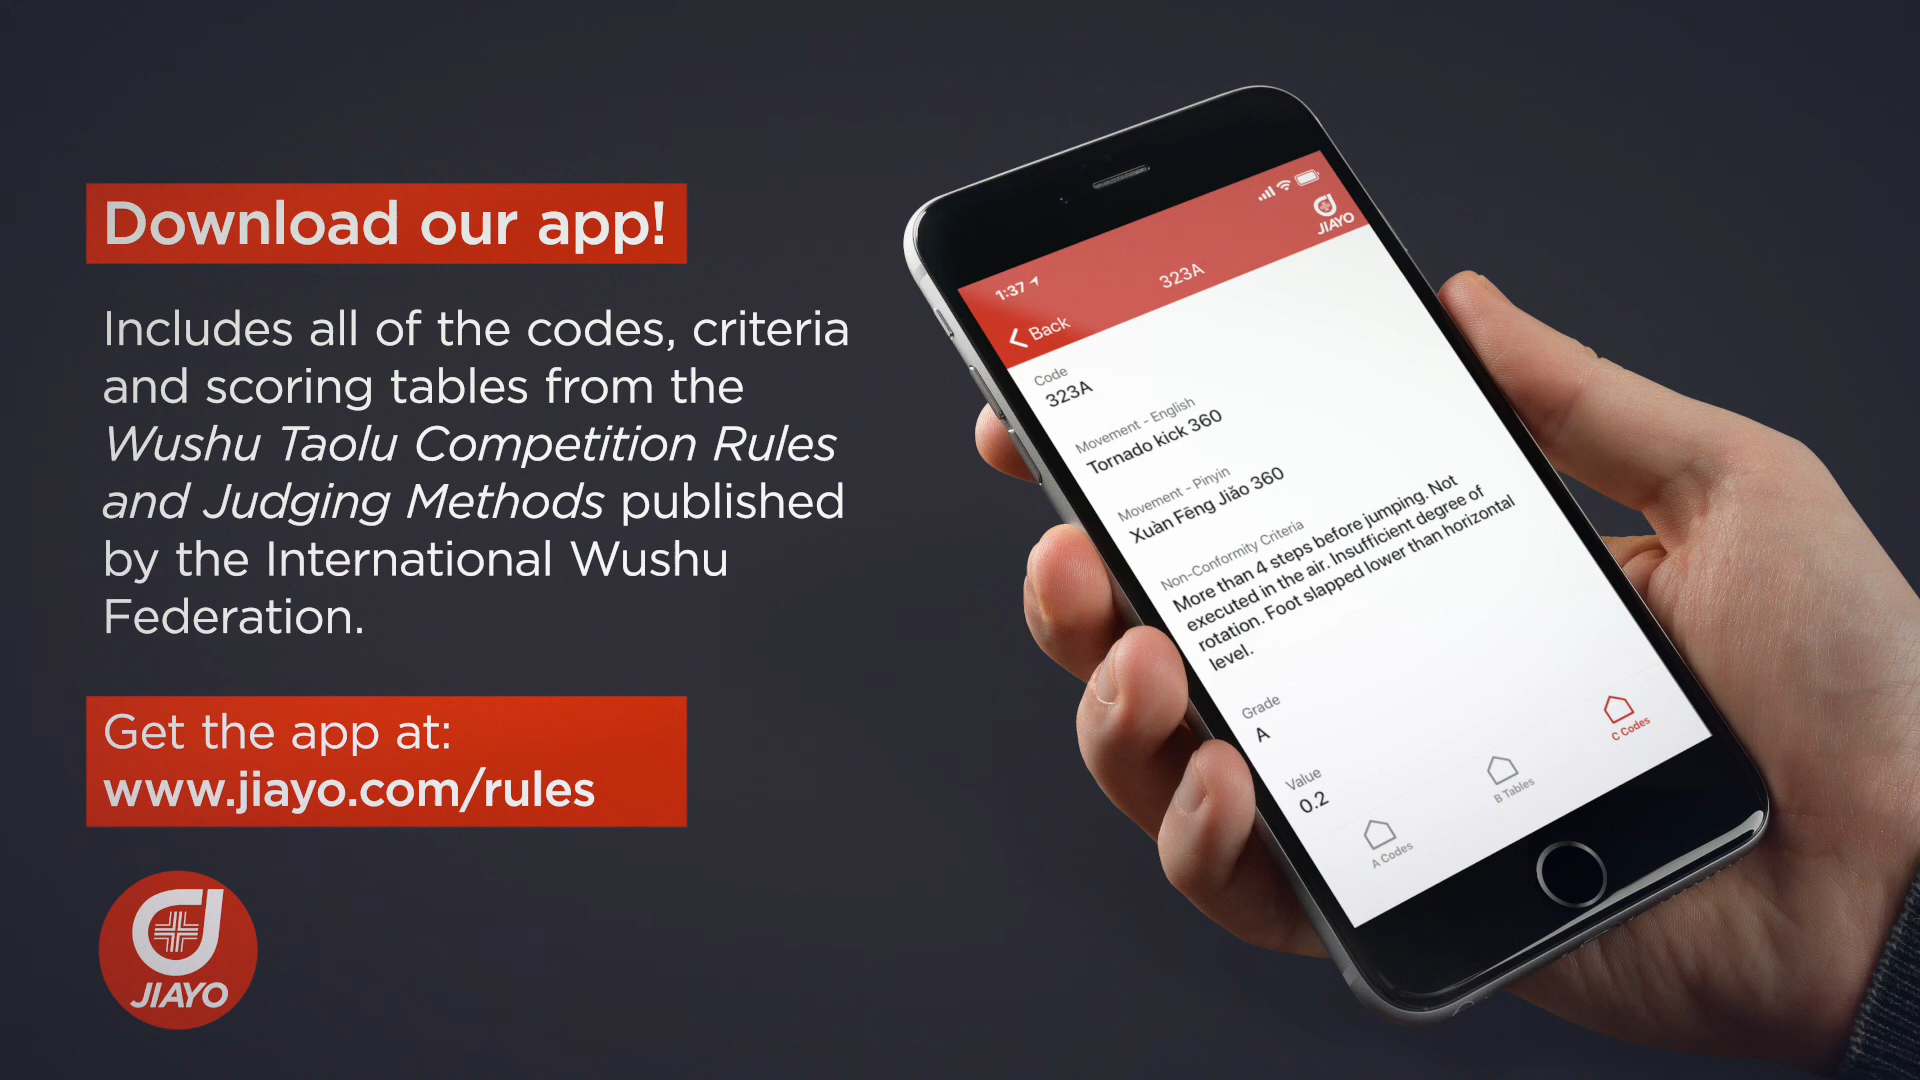 Download our app!
Includes all of the codes, criteria
and scoring tables from the
Wushu Taolu Competition Rules
and Judging Methods published
by the International Wushu
Federation.
Get the app at:
www.jiayo.com/rules
JIAYO
1:37
JIAYO
Back
323A
Code
323A
Movement - English
Tornado kick 360
Movement - Pinyin
Xuàn Fēng Jiǎo 360
Non-Conformity Criteria
More than 4 steps before jumping. Not
executed in the air. Insufficient degree of
rotation. Foot slapped lower than horizontal
level.
Grade
A
Value
0.2
A Codes
B Tables
C Codes